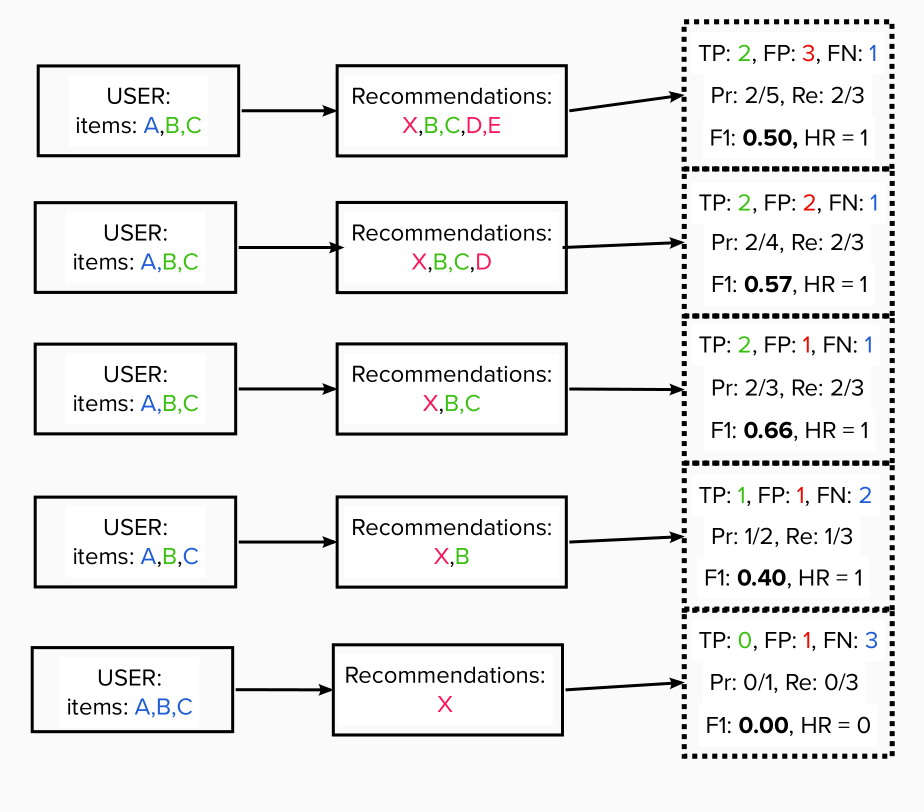 USER:
items: A,B,C
Recommendations:
X,B,C,D,E
TP: 2, FP: 3, FN: 1
Pr: 2/5, Re: 2/3
F1: 0.50, HR = 1
USER:
items: A,B,C
Recommendations:
X,B,C,D
TP: 2, FP: 2, FN: 1
Pr: 2/4, Re: 2/3
F1: 0.57, HR = 1
USER:
items: A,B,C
Recommendations:
X,B,C
TP: 2, FP: 1, FN: 1
Pr: 2/3, Re: 2/3
F1: 0.66, HR = 1
USER:
items: A,B,C
Recommendations:
X,B
TP: 1, FP: 1, FN: 2
Pr: 1/2, Re: 1/3
F1: 0.40, HR = 1
USER:
items: A,B,C
Recommendations:
X
TP: 0, FP: 1, FN: 3
Pr: 0/1, Re: 0/3
F1: 0.00, HR = 0